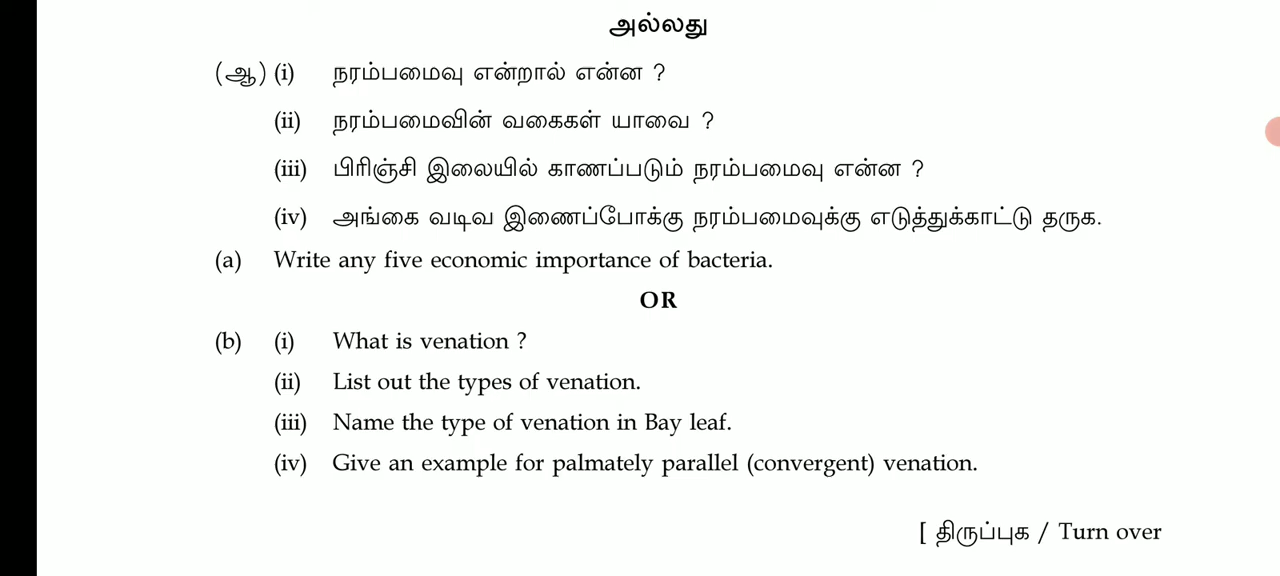 அல்லது
(ஆ) (i) நரம்பமைவு என்றால் என்ன ?
(ii) நரம்பமைவின் வகைகள் யாவை ?
(iii) பிரிஞ்சி இலையில் காணப்படும் நரம்பமைவு என்ன ?
(iv) அங்கை வடிவ இணைப்போக்கு நரம்பமைவுக்கு எடுத்துக்காட்டு தருக.
(a) Write any five economic importance of bacteria.
OR
(b) (i) What is venation ?
(ii) List out the types of venation.
(iii) Name the type of venation in Bay leaf.
(iv) Give an example for palmately parallel (convergent) venation.
[ திருப்புக / Turn over